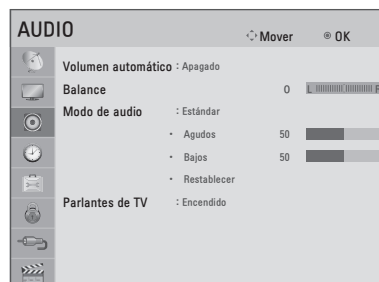 AUDIO Mover OK
Volumen automático : Apagado
Balance 0 L R
Modo de audio : Estándar
• Agudos 50
• Bajos 50
• Restablecer
Parlantes de TV : Encendido